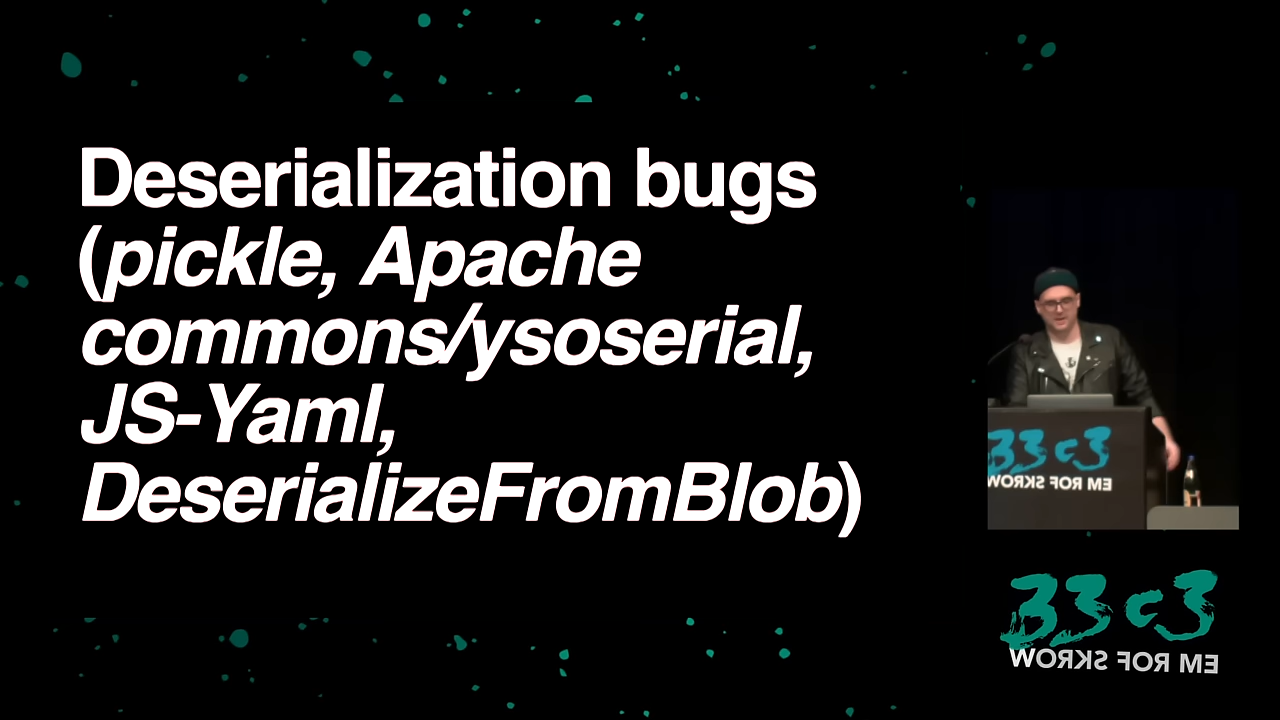 Deserialization bugs
(pickle, Apache
commons/ysoserial,
JS-Yaml,
DeserializeFromBlob)
33c3
WORKS FOR ME
33c3
WORKS FOR ME